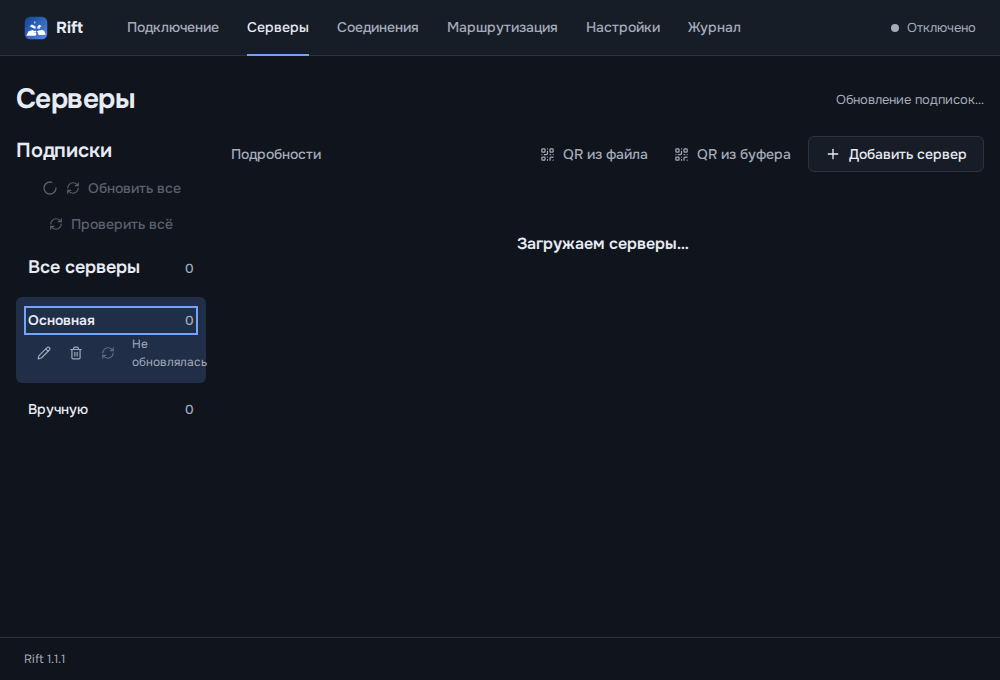 Rift
Подключение
Серверы
Соединения
Маршрутизация
Настройки
Журнал
Отключено
Серверы
Обновление подписок...
Подписки
Подробности
QR из файла
QR из буфера
Добавить сервер
Обновить все
Проверить всё
Загружаем серверы...
Все серверы 0
Основная 0
Не
обновлялась
Вручную 0
Rift 1.1.1